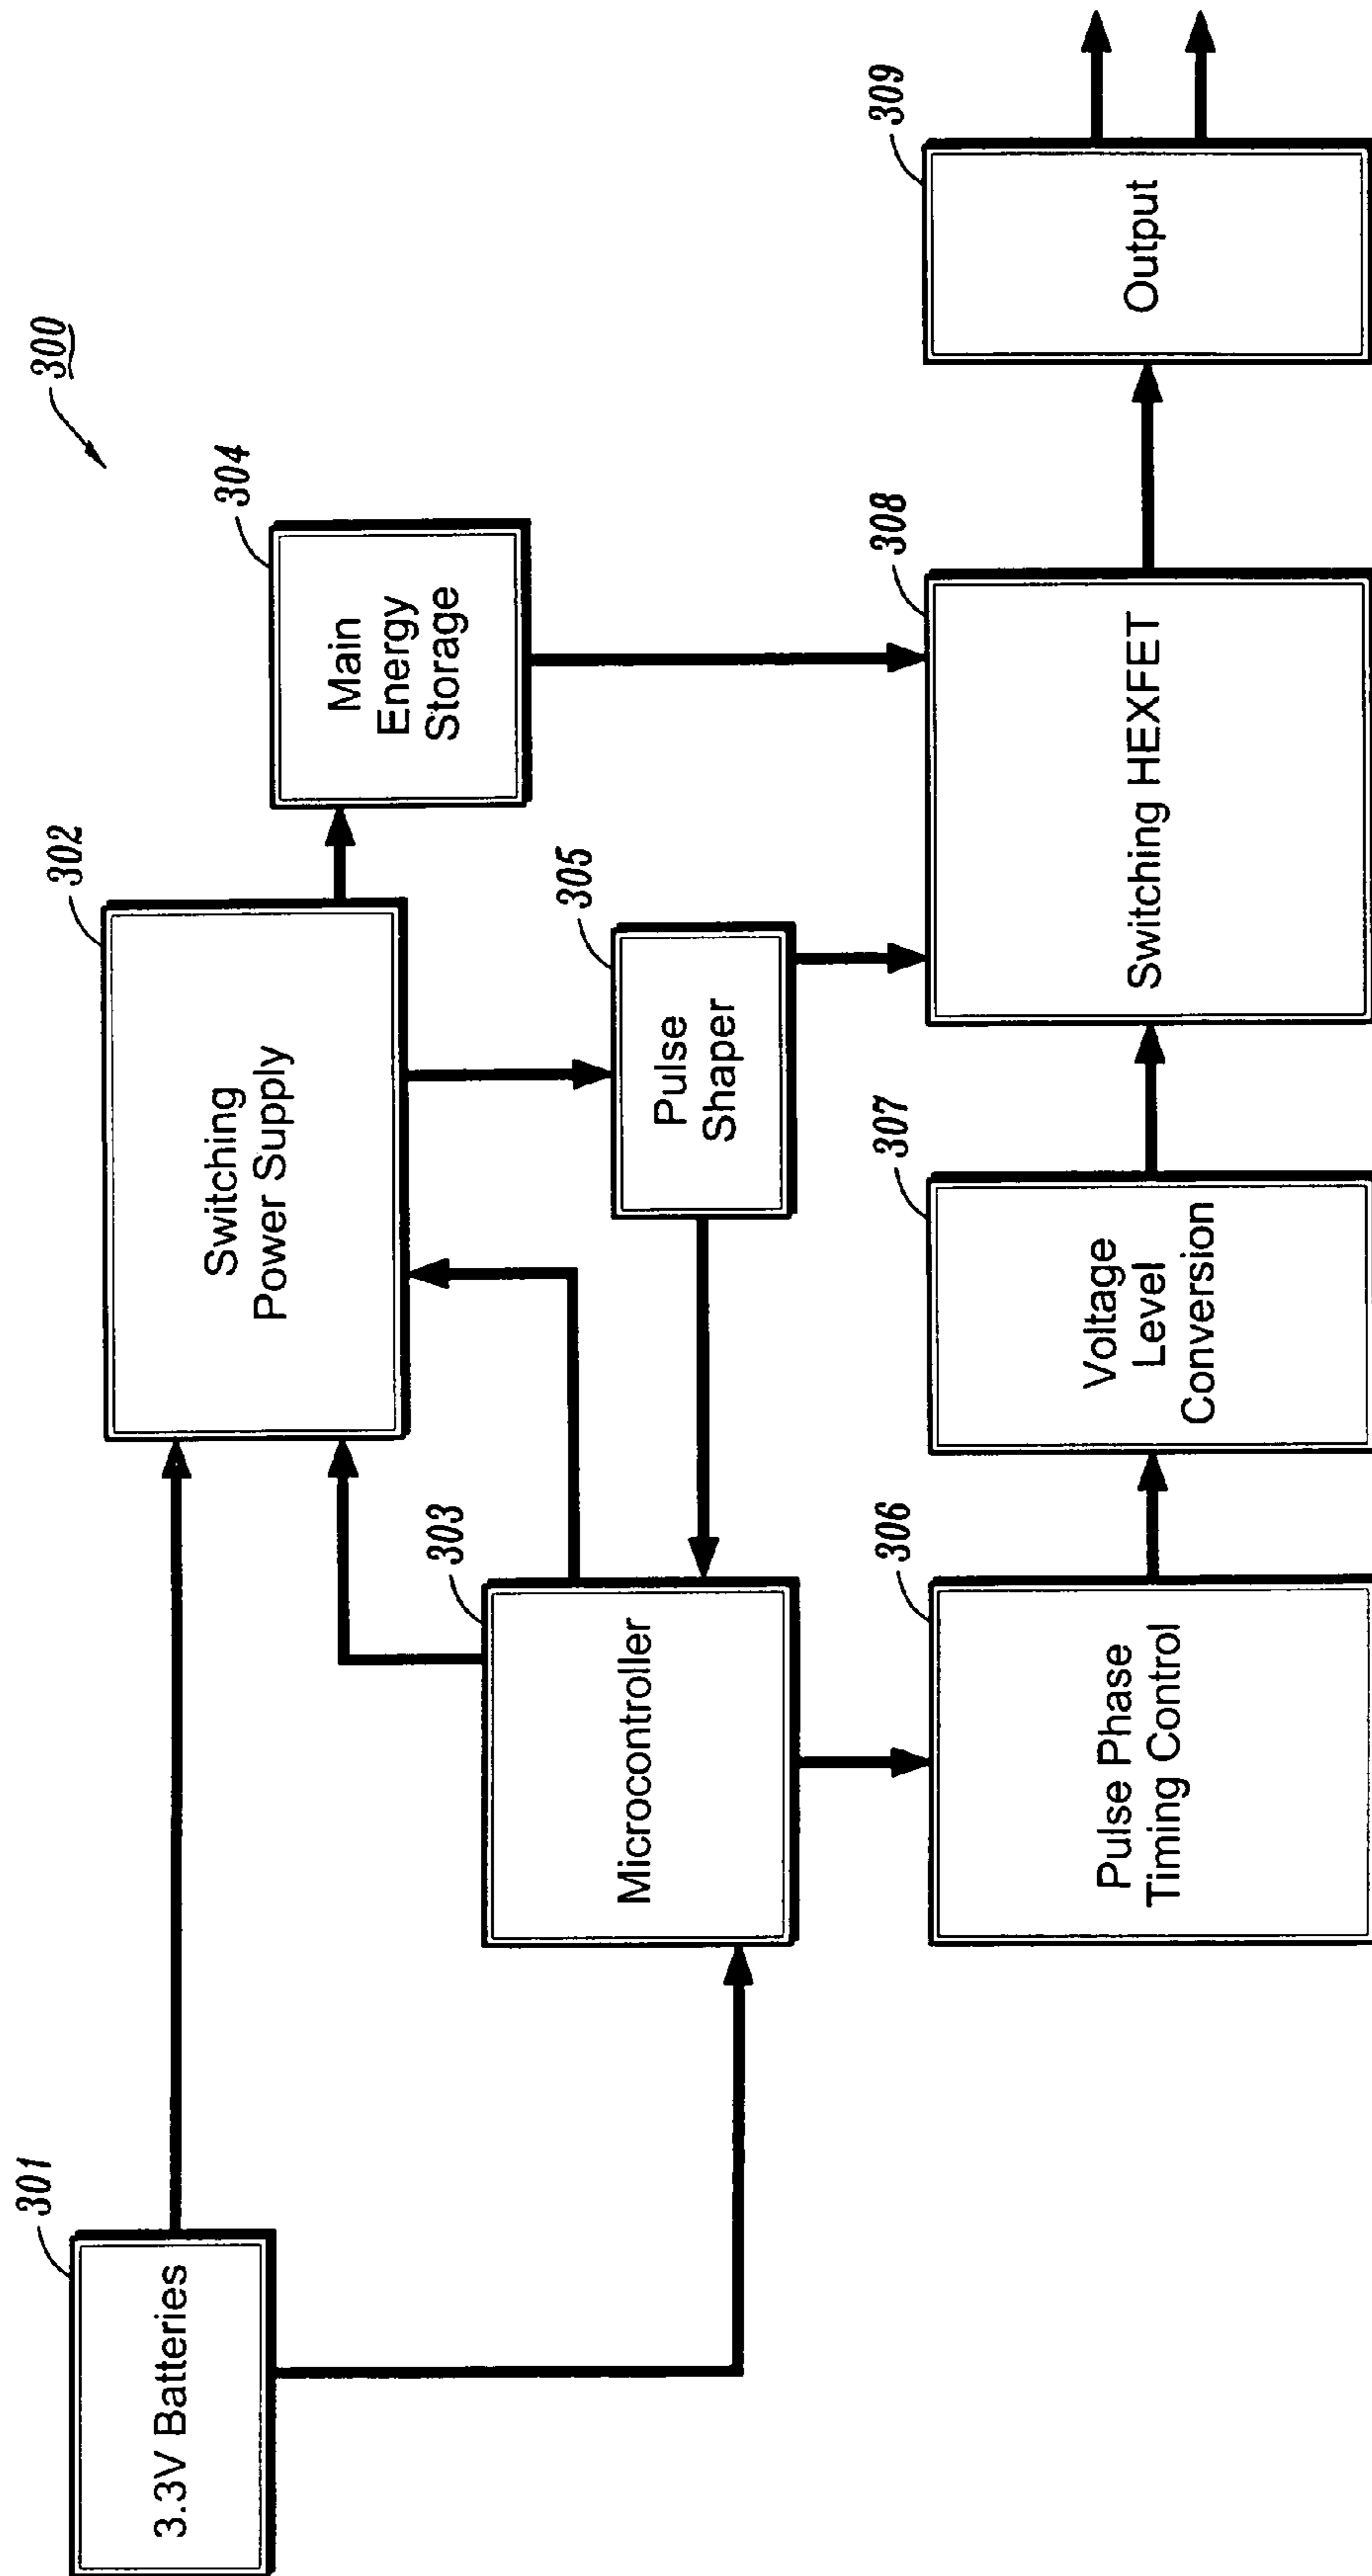 300
301
3.3V Batteries
302
Switching
Power Supply
304
Main
Energy
Storage
303
Microcontroller
305
Pulse
Shaper
306
Pulse Phase
Timing Control
307
Voltage
Level
Conversion
308
Switching HEXFET
309
Output